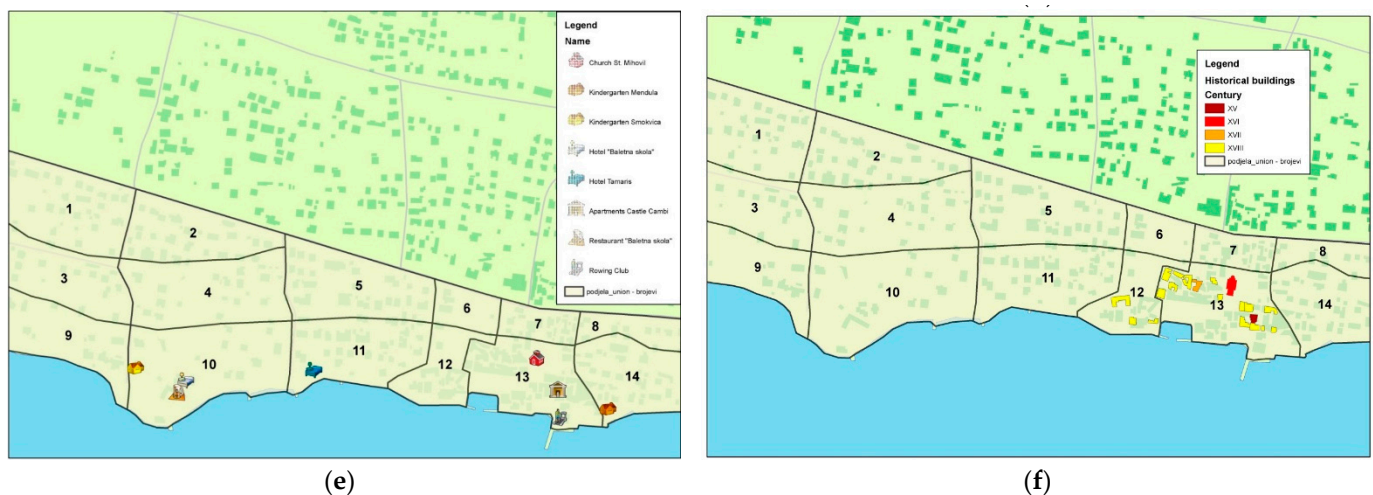 Legend
Name
Church St. Mihovil
Kindergarten Mendula
Kindergarten Smokvica
Hotel "Baletna skola"
Hotel Tamaris
Apartments Castle Cambi
Restaurant "Baletna skola"
Rowing Club
podjela_union - brojevi
1
2
3
4
5
6
7
8
9
10
11
12
13
14
(e)
Legend
Historical buildings
Century
XV
XVI
XVII
XVIII
podjela_union - brojevi
1
2
3
4
5
6
7
8
9
10
11
12
13
14
(f)